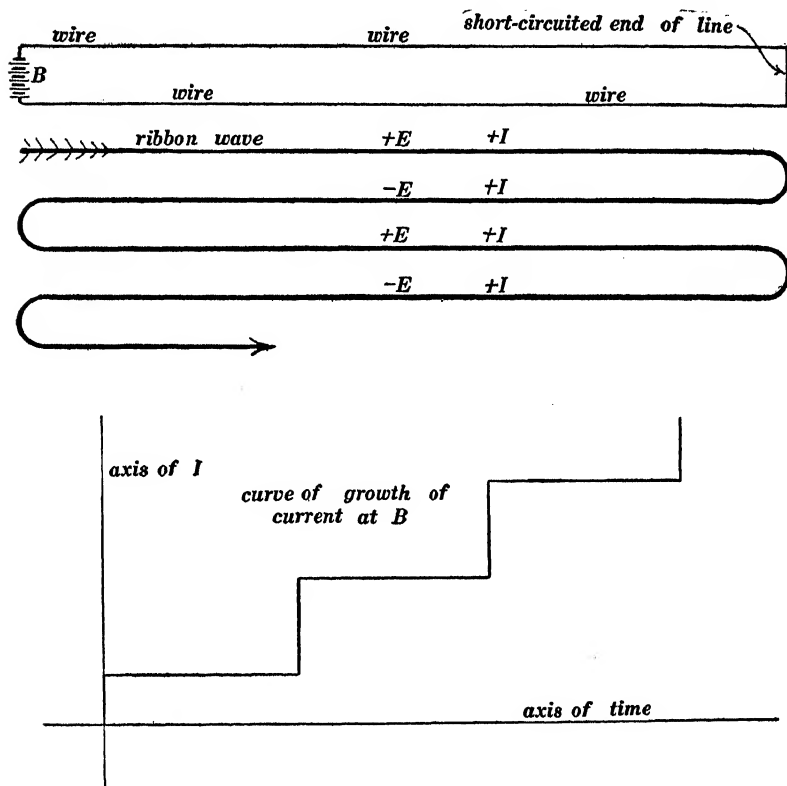 short-circuited end of line
wire wire
B
wire wire
ribbon wave +E +I
-E +I
+E +I
-E +I
axis of I
curve of growth of
current at B
axis of time